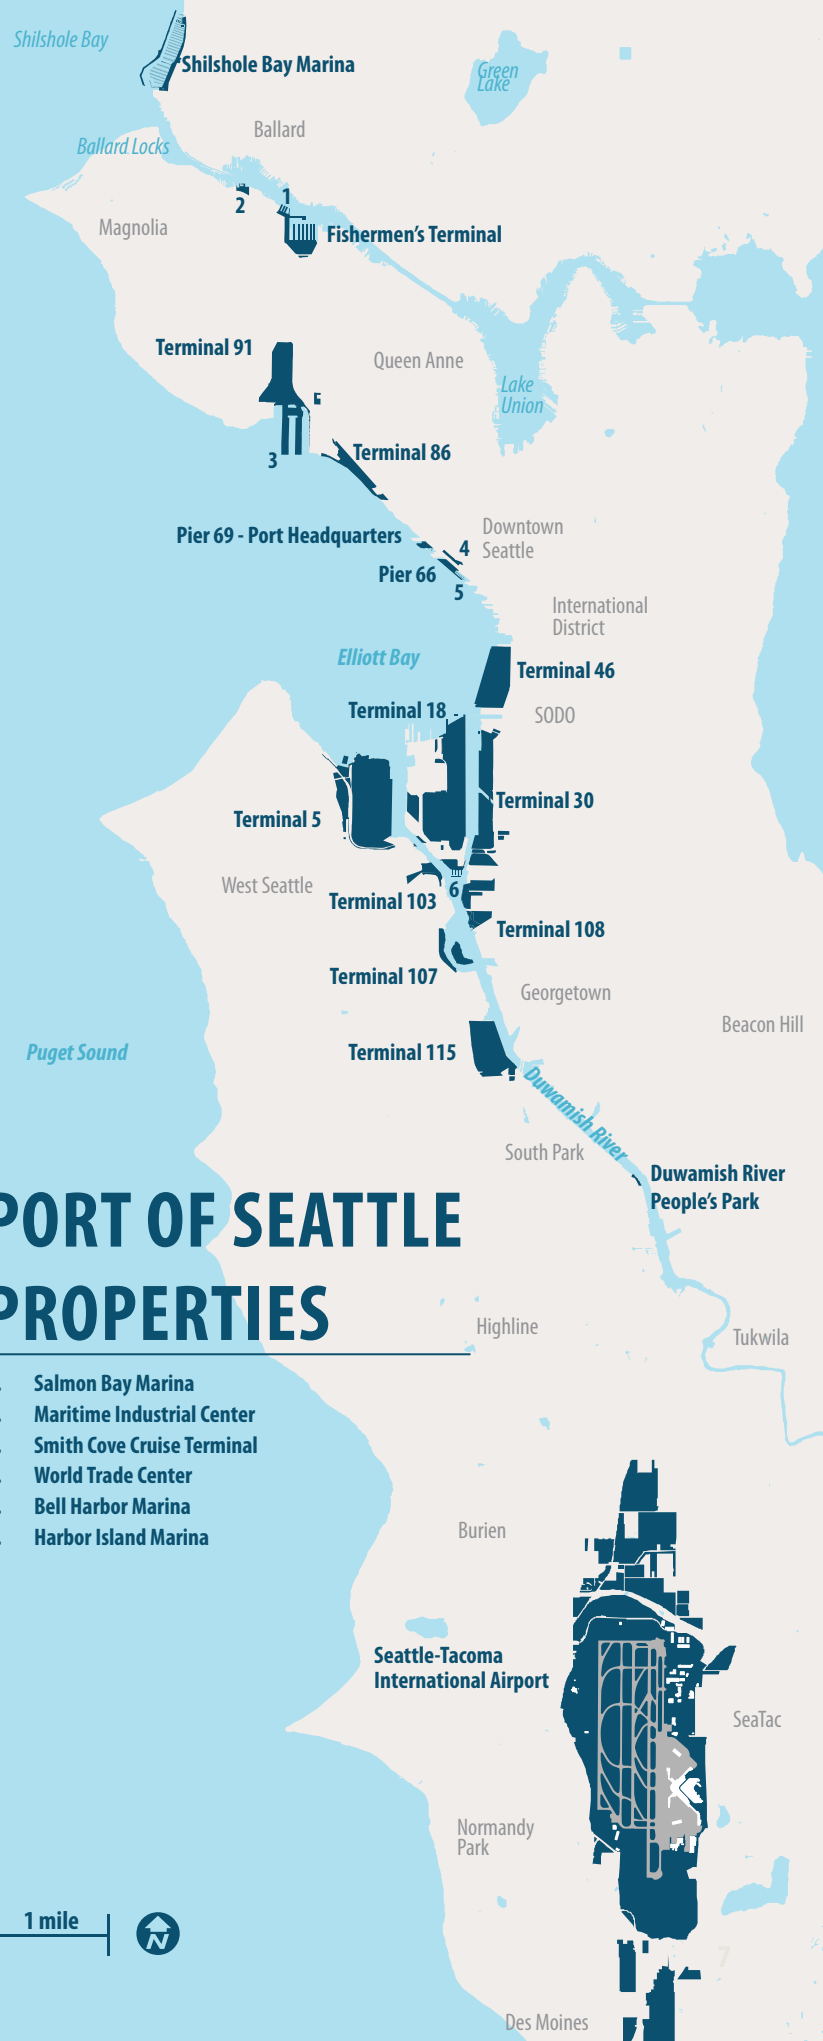 Shilshole Bay
Shilshole Bay Marina
Green
Lake
Ballard
Ballard Locks
2
1
Magnolia
Fishermen's Terminal
Terminal 91
Queen Anne
Lake
Union
3
Terminal 86
Pier 69 - Port Headquarters
4
Downtown
Seattle
Pier 66
5
International
District
Elliott Bay
Terminal 46
Terminal 18
SODO
Terminal 30
Terminal 5
West Seattle
6
Terminal 103
Terminal 108
Terminal 107
Georgetown
Beacon Hill
Puget Sound
Terminal 115
Duwamish River
South Park
Duwamish River
People's Park
PORT OF SEATTLE
PROPERTIES
Highline
Tukwila
. Salmon Bay Marina
. Maritime Industrial Center
. Smith Cove Cruise Terminal
. World Trade Center
. Bell Harbor Marina
. Harbor Island Marina
Burien
Seattle-Tacoma
International Airport
SeaTac
Normandy
Park
1 mile
N
7
Des Moines